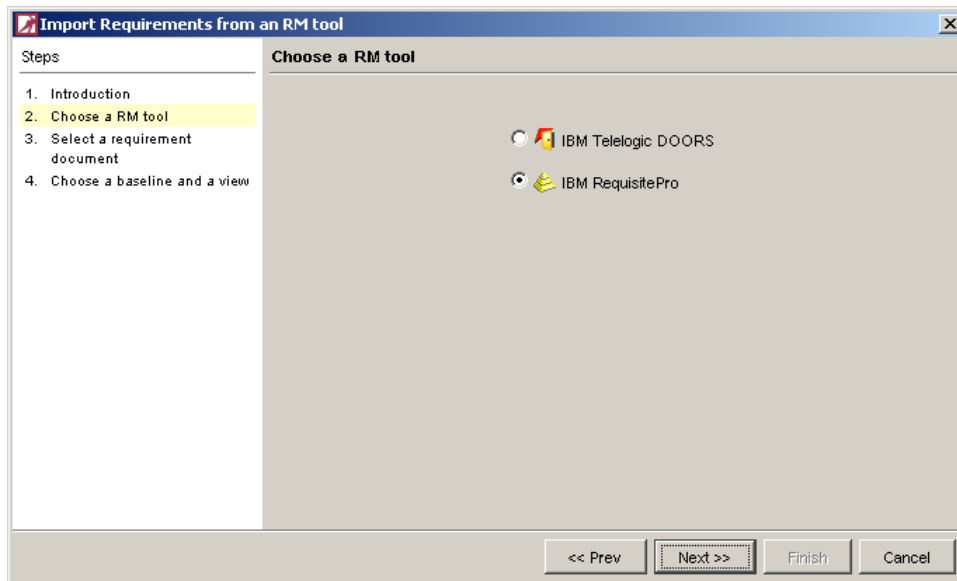 Import Requirements from an RM tool
Steps
1. Introduction
2. Choose a RM tool
3. Select a requirement
document
4. Choose a baseline and a view
Choose a RM tool
IBM Telelogic DOORS
IBM RequisitePro
<< Prev
Next >>
Finish
Cancel